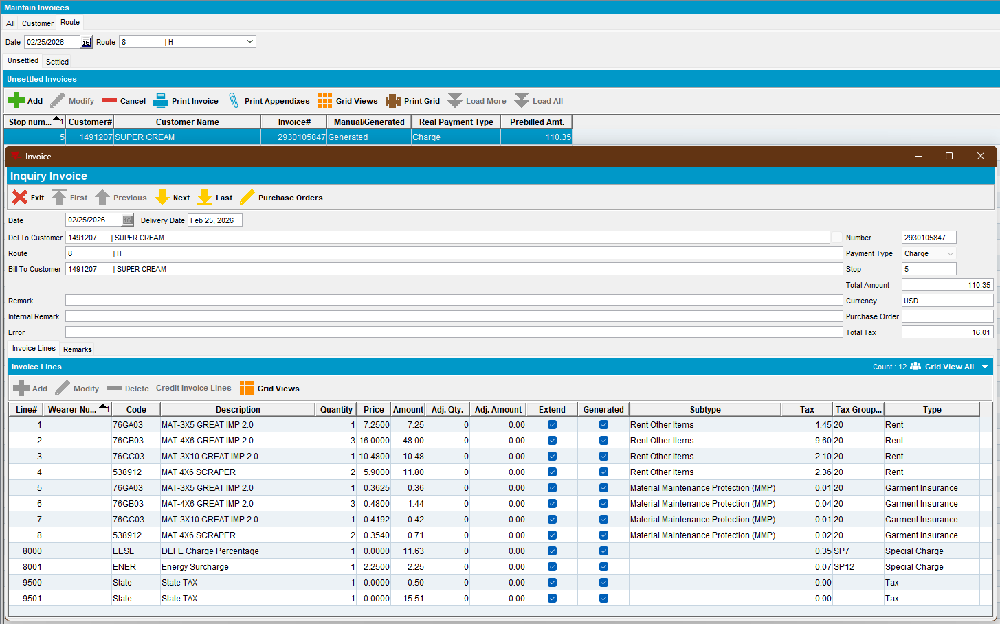 Maintain Invoices
All Customer Route
Date 02/25/2026 16 Route 8 | H
Unsettled Settled
Unsettled Invoices
Add Modify Cancel Print Invoice Print Appendixes Grid Views Print Grid Load More Load All
Stop num... 1 Customer# Customer Name Invoice# Manual/Generated Real Payment Type Prebilled Amt.
5 1491207 SUPER CREAM 2930105847 Generated Charge 110.35
Invoice
Inquiry Invoice
Exit First Previous Next Last Purchase Orders
Date 02/25/2026 16 Delivery Date Feb 25, 2026
Del To Customer 1491207 | SUPER CREAM ... Number 2930105847
Route 8 | H Payment Type Charge
Bill To Customer 1491207 | SUPER CREAM Stop 5
Total Amount 110.35
Remark Currency USD
Internal Remark Purchase Order
Error Total Tax 16.01
Invoice Lines Remarks
Invoice Lines Count : 12 Grid View All
Add Modify Delete Credit Invoice Lines Grid Views
Line# Wearer Nu... 1 Code Description Quantity Price Amount Adj. Qty. Adj. Amount Extend Generated Subtype Tax Tax Group... Type
1 76GA03 MAT-3X5 GREAT IMP 2.0 1 7.2500 7.25 0 0.00 Rent Other Items 1.45 20 Rent
2 76GB03 MAT-4X6 GREAT IMP 2.0 3 16.0000 48.00 0 0.00 Rent Other Items 9.60 20 Rent
3 76GC03 MAT-3X10 GREAT IMP 2.0 1 10.4800 10.48 0 0.00 Rent Other Items 2.10 20 Rent
4 538912 MAT 4X6 SCRAPER 2 5.9000 11.80 0 0.00 Rent Other Items 2.36 20 Rent
5 76GA03 MAT-3X5 GREAT IMP 2.0 1 0.3625 0.36 0 0.00 Material Maintenance Protection (MMP) 0.01 20 Garment Insurance
6 76GB03 MAT-4X6 GREAT IMP 2.0 3 0.4800 1.44 0 0.00 Material Maintenance Protection (MMP) 0.04 20 Garment Insurance
7 76GC03 MAT-3X10 GREAT IMP 2.0 1 0.4192 0.42 0 0.00 Material Maintenance Protection (MMP) 0.01 20 Garment Insurance
8 538912 MAT 4X6 SCRAPER 2 0.3540 0.71 0 0.00 Material Maintenance Protection (MMP) 0.02 20 Garment Insurance
8000 EESL DEFE Charge Percentage 1 0.0000 11.63 0 0.00 0.35 SP7 Special Charge
8001 ENER Energy Surcharge 1 2.2500 2.25 0 0.00 0.07 SP12 Special Charge
9500 State State TAX 1 0.0000 0.50 0 0.00 0.00 Tax
9501 State State TAX 1 0.0000 15.51 0 0.00 0.00 Tax